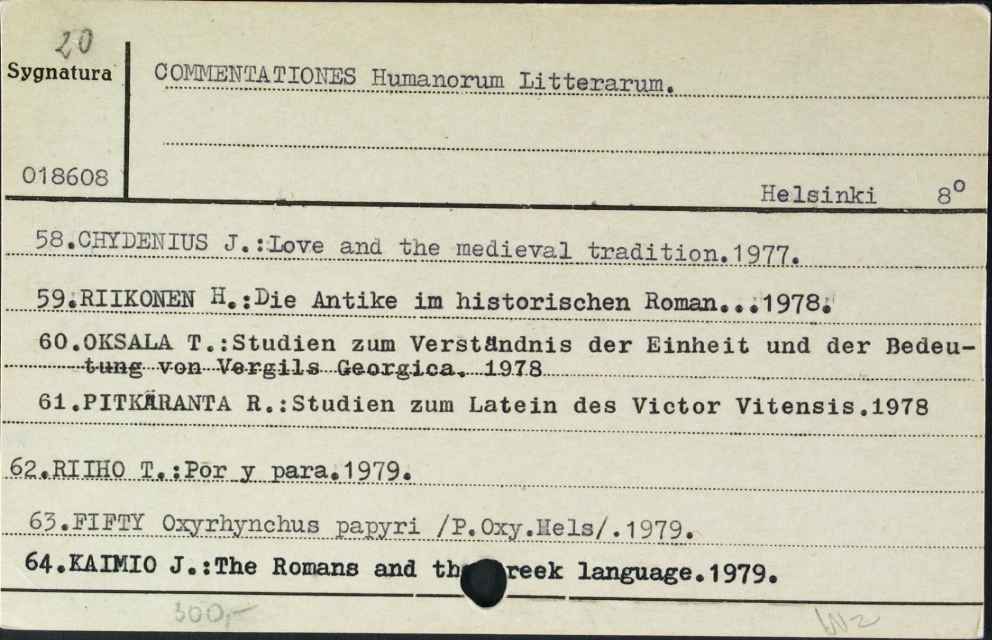 20
Sygnatura
COMMENTATIONES Humanorum Litterarum.
018608
Helsinki 8°
58.CHYDENIUS J.:Love and the medieval tradition.1977.
59.RIIKONEN H.:Die Antike im historischen Roman...1978.
60.OKSALA T.:Studien zum Verständnis der Einheit und der Bedeu-
tung von Vergils Georgica. 1978
61.PITKÄRANTA R.:Studien zum Latein des Victor Vitensis.1978
62.RIIHO T.:Por y para.1979.
63.FIFTY Oxyrhynchus papyri /P.Oxy.Hels/.1979.
64.KAIMIO J.:The Romans and th reek language.1979.
300,-